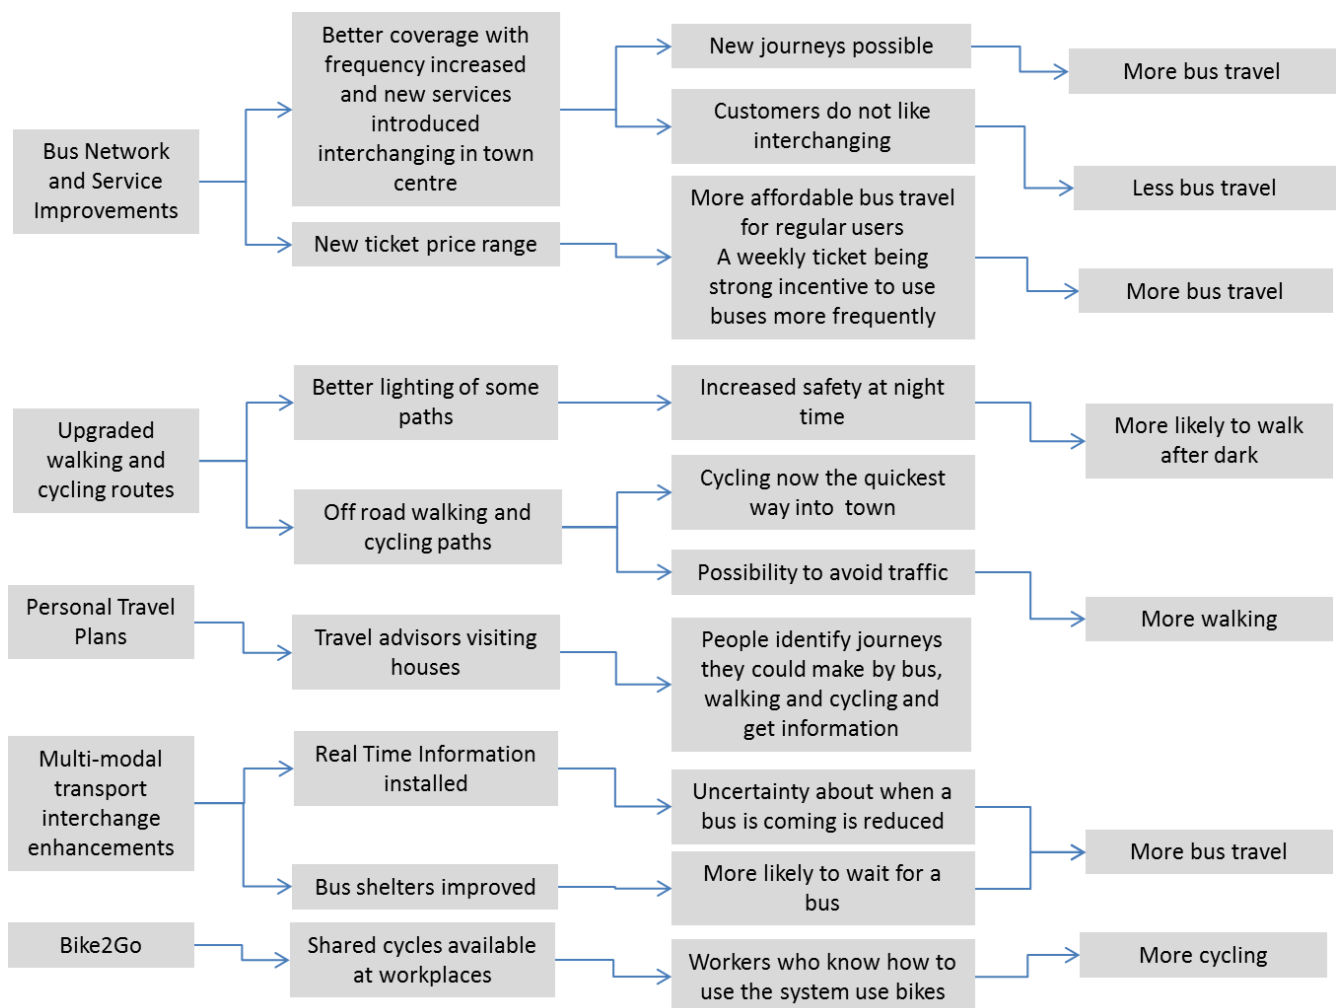 Bus Network
and Service
Improvements
Better coverage with
frequency increased
and new services
introduced
interchanging in town
centre
New ticket price range
New journeys possible
Customers do not like
interchanging
More affordable bus travel
for regular users
A weekly ticket being
strong incentive to use
buses more frequently
More bus travel
Less bus travel
More bus travel
Upgraded
walking and
cycling routes
Better lighting of some
paths
Off road walking and
cycling paths
Increased safety at night
time
Cycling now the quickest
way into town
Possibility to avoid traffic
More likely to walk
after dark
More walking
Personal Travel
Plans
Travel advisors visiting
houses
People identify journeys
they could make by bus,
walking and cycling and
get information
Multi-modal
transport
interchange
enhancements
Real Time Information
installed
Bus shelters improved
Uncertainty about when a
bus is coming is reduced
More likely to wait for a
bus
More bus travel
Bike2Go
Shared cycles available
at workplaces
Workers who know how to
use the system use bikes
More cycling